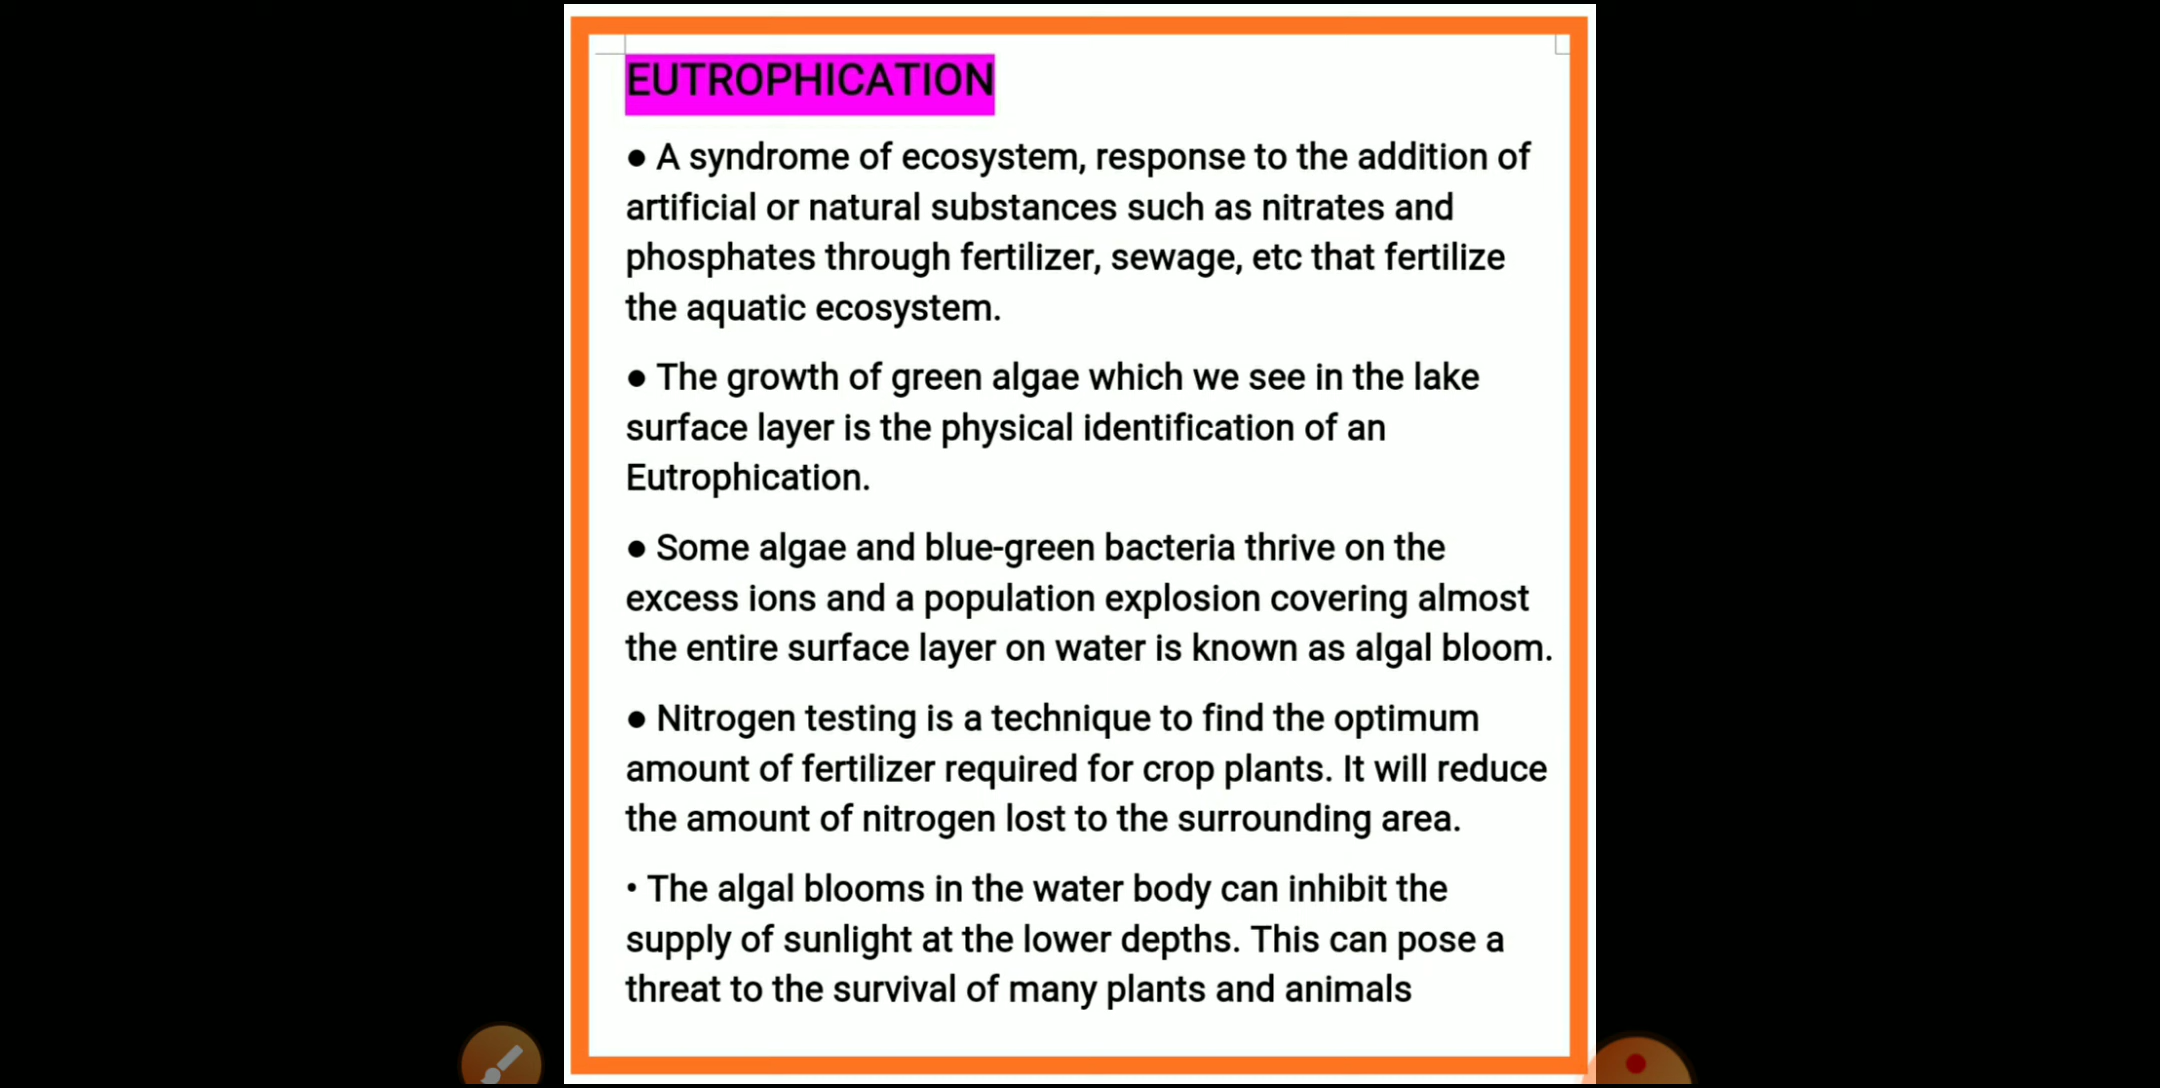 EUTROPHICATION
● A syndrome of ecosystem, response to the addition of
artificial or natural substances such as nitrates and
phosphates through fertilizer, sewage, etc that fertilize
the aquatic ecosystem.
● The growth of green algae which we see in the lake
surface layer is the physical identification of an
Eutrophication.
● Some algae and blue-green bacteria thrive on the
excess ions and a population explosion covering almost
the entire surface layer on water is known as algal bloom.
● Nitrogen testing is a technique to find the optimum
amount of fertilizer required for crop plants. It will reduce
the amount of nitrogen lost to the surrounding area.
• The algal blooms in the water body can inhibit the
supply of sunlight at the lower depths. This can pose a
threat to the survival of many plants and animals